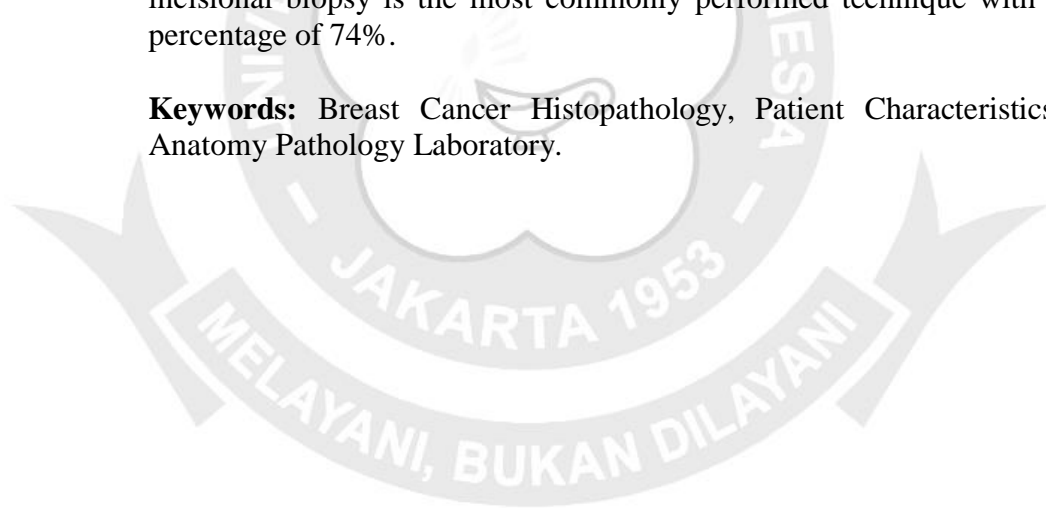 incisional biopsy is the most commonly performed technique with
percentage of 74%.
Keywords: Breast Cancer Histopathology, Patient Characteristics
Anatomy Pathology Laboratory.
JAKARTA 1953
MELAYANI, BUKAN DILAYANI